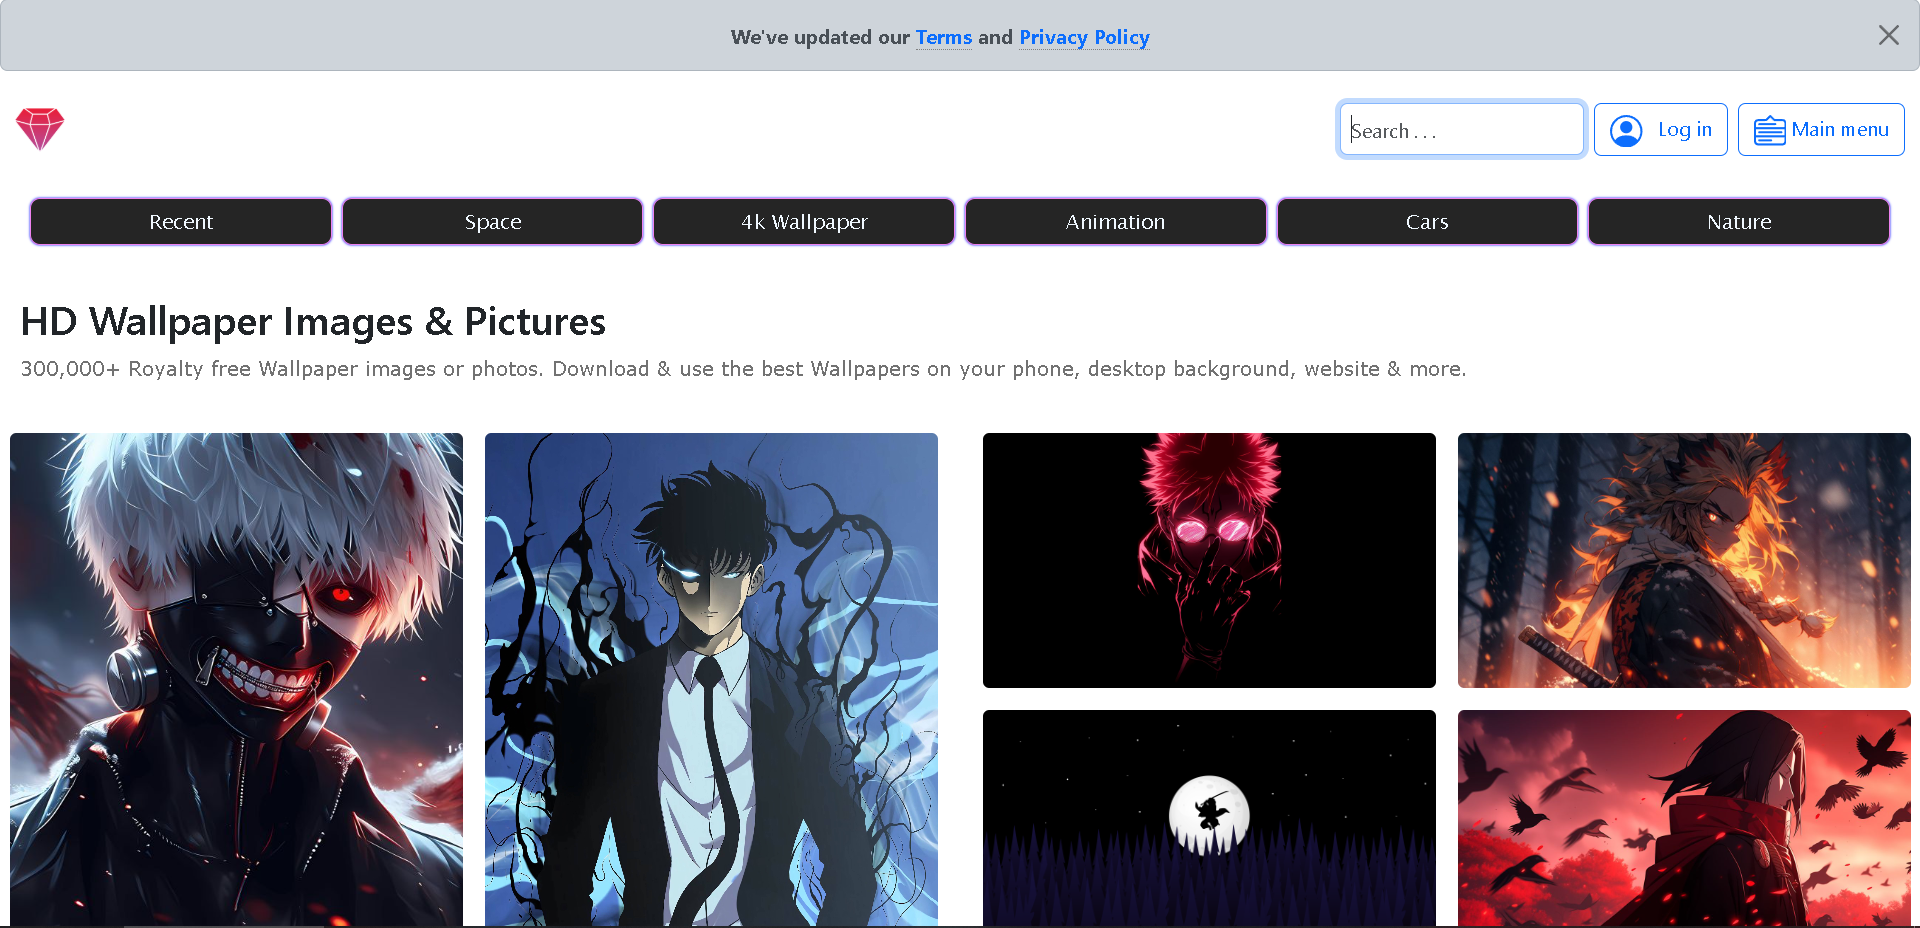 We've updated our Terms and Privacy Policy
Search . . .
Log in
Main menu
Recent
Space
4k Wallpaper
Animation
Cars
Nature
HD Wallpaper Images & Pictures
300,000+ Royalty free Wallpaper images or photos. Download & use the best Wallpapers on your phone, desktop background, website & more.